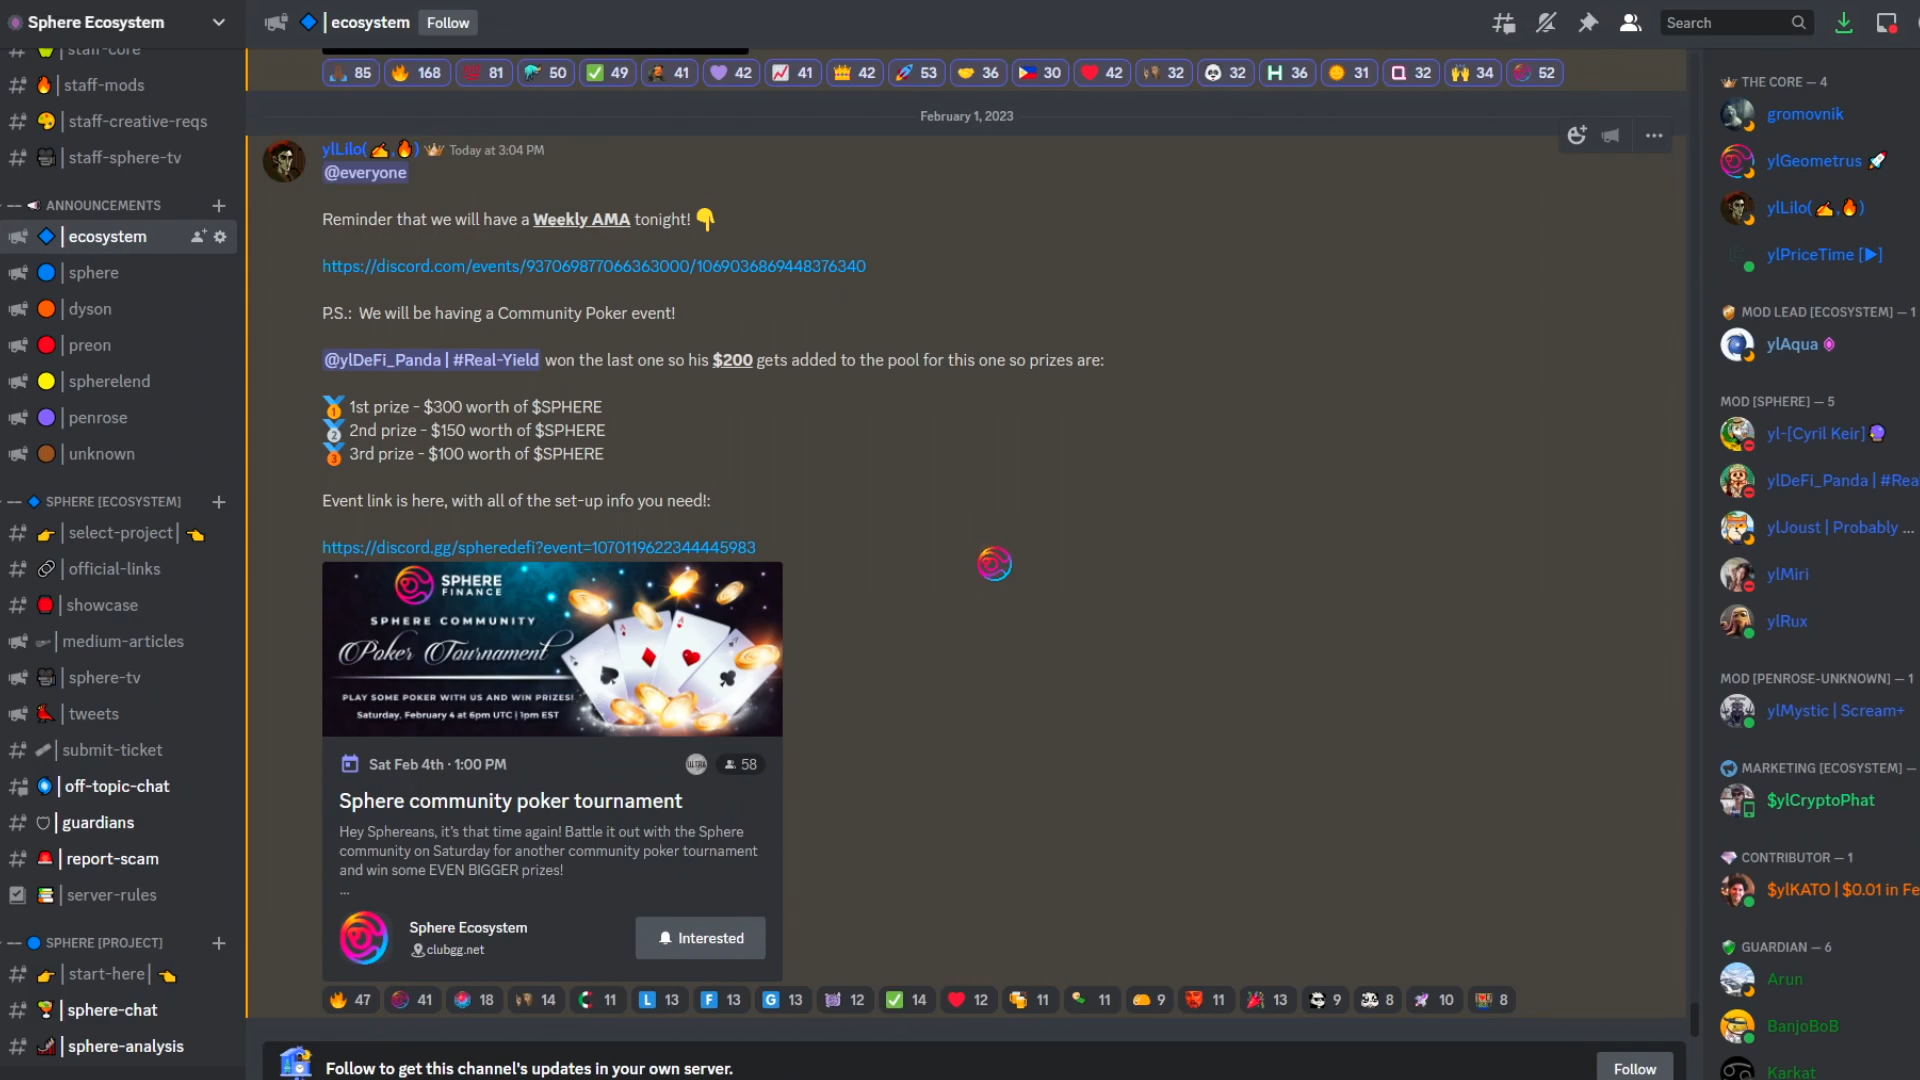 Sphere Ecosystem
staff-core
staff-mods
staff-creative-reqs
staff-sphere-tv
ANNOUNCEMENTS
ecosystem
sphere
dyson
preon
spherelend
penrose
unknown
SPHERE [ECOSYSTEM]
select-project|
official-links
showcase
medium-articles
sphere-tv
tweets
submit-ticket
off-topic-chat
guardians
report-scam
server-rules
SPHERE [PROJECT]
start-here|
sphere-chat
sphere-analysis
| ecosystem Follow
Search
85 168 81 50 49 41 42 41 42 53 36 30 42 32 32 36 31 32 34 52
February 1, 2023
ylLilo( , ) Today at 3:04 PM
@everyone
Reminder that we will have a Weekly AMA tonight!
https://discord.com/events/937069877066363000/1069036869448376340
P.S.: We will be having a Community Poker event!
@ylDeFi_Panda | #Real-Yield won the last one so his $200 gets added to the pool for this one so prizes are:
1st prize - $300 worth of $SPHERE
2nd prize - $150 worth of $SPHERE
3rd prize - $100 worth of $SPHERE
Event link is here, with all of the set-up info you need!:
https://discord.gg/spheredefi?event=1070119622344445983
SPHERE
FINANCE
SPHERE COMMUNITY
Poker Tournament
PLAY SOME POKER WITH US AND WIN PRIZES!
Saturday, February 4 at 6pm UTC | 1pm EST
Sat Feb 4th · 1:00 PM
58
Sphere community poker tournament
Hey Sphereans, it's that time again! Battle it out with the Sphere
community on Saturday for another community poker tournament
and win some EVEN BIGGER prizes!
...
Sphere Ecosystem
clubgg.net
Interested
47 41 18 14 11 13 13 13 12 14 12 11 11 9 11 13 9 8 10 8
Follow to get this channel's updates in your own server.
Follow
THE CORE — 4
gromovnik
ylGeometrus
ylLilo( , )
ylPriceTime [▶]
MOD LEAD [ECOSYSTEM] — 1
ylAqua
MOD [SPHERE] — 5
yl-[Cyril Keir]
ylDeFi_Panda | #Rea
ylJoust | Probably ...
ylMiri
ylRux
MOD [PENROSE-UNKNOWN] — 1
ylMystic | Scream+
MARKETING [ECOSYSTEM] —
$ylCryptoPhat
CONTRIBUTOR — 1
$ylKATO | $0.01 in Fe
GUARDIAN — 6
Arun
BanjoBoB
Karkat